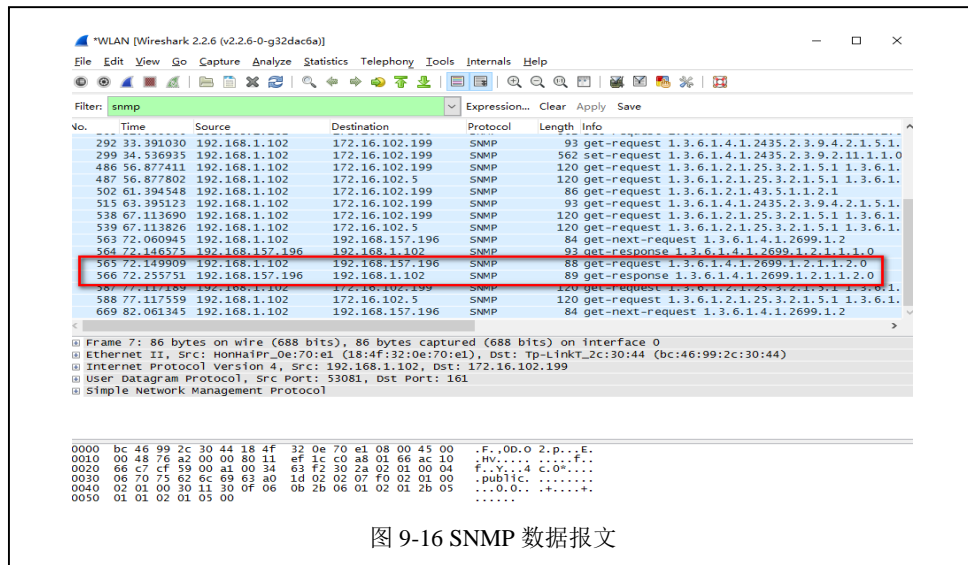 *WLAN [Wireshark 2.2.6 (v2.2.6-0-g32dac6a)]
File Edit View Go Capture Analyze Statistics Telephony Tools Internals Help
Filter: snmp Expression... Clear Apply Save
No. Time Source Destination Protocol Length Info
292 33.391030 192.168.1.102 172.16.102.199 SNMP 93 get-request 1.3.6.1.4.1.2435.2.3.9.4.2.1.5.1.
299 34.536935 192.168.1.102 172.16.102.199 SNMP 562 set-request 1.3.6.1.4.1.2435.2.3.9.2.11.1.1.0
486 56.877411 192.168.1.102 172.16.102.199 SNMP 120 get-request 1.3.6.1.2.1.25.3.2.1.5.1 1.3.6.1.
487 56.877802 192.168.1.102 172.16.102.5 SNMP 120 get-request 1.3.6.1.2.1.25.3.2.1.5.1 1.3.6.1.
502 61.394548 192.168.1.102 172.16.102.199 SNMP 86 get-request 1.3.6.1.2.1.43.5.1.1.2.1
515 63.395123 192.168.1.102 172.16.102.199 SNMP 93 get-request 1.3.6.1.4.1.2435.2.3.9.4.2.1.5.1.
538 67.113690 192.168.1.102 172.16.102.199 SNMP 120 get-request 1.3.6.1.2.1.25.3.2.1.5.1 1.3.6.1.
539 67.113826 192.168.1.102 172.16.102.5 SNMP 120 get-request 1.3.6.1.2.1.25.3.2.1.5.1 1.3.6.1.
563 72.060945 192.168.1.102 192.168.157.196 SNMP 84 get-next-request 1.3.6.1.4.1.2699.1.2
564 72.146575 192.168.157.196 192.168.1.102 SNMP 93 get-response 1.3.6.1.4.1.2699.1.2.1.1.1.0
565 72.149909 192.168.1.102 192.168.157.196 SNMP 88 get-request 1.3.6.1.4.1.2699.1.2.1.1.2.0
566 72.255751 192.168.157.196 192.168.1.102 SNMP 89 get-response 1.3.6.1.4.1.2699.1.2.1.1.2.0
587 77.117189 192.168.1.102 172.16.102.199 SNMP 120 get-request 1.3.6.1.2.1.25.3.2.1.5.1 1.3.6.1.
588 77.117559 192.168.1.102 172.16.102.5 SNMP 120 get-request 1.3.6.1.2.1.25.3.2.1.5.1 1.3.6.1.
669 82.061345 192.168.1.102 192.168.157.196 SNMP 84 get-next-request 1.3.6.1.4.1.2699.1.2
Frame 7: 86 bytes on wire (688 bits), 86 bytes captured (688 bits) on interface 0
Ethernet II, Src: HonHaiPr_0e:70:e1 (18:4f:32:0e:70:e1), Dst: Tp-LinkT_2c:30:44 (bc:46:99:2c:30:44)
Internet Protocol Version 4, Src: 192.168.1.102, Dst: 172.16.102.199
User Datagram Protocol, Src Port: 53081, Dst Port: 161
Simple Network Management Protocol
0000 bc 46 99 2c 30 44 18 4f 32 0e 70 e1 08 00 45 00 .F.,0D.O 2.p...E.
0010 00 48 76 a2 00 00 80 11 ef 1c c0 a8 01 66 ac 10 .Hv..... .....f..
0020 66 c7 cf 59 00 a1 00 34 63 f2 30 2a 02 01 00 04 f..Y...4 c.0*....
0030 06 70 75 62 6c 69 63 a0 1d 02 02 07 f0 02 01 00 .public. ........
0040 02 01 00 30 11 30 0f 06 0b 2b 06 01 02 01 2b 05 ...0.0.. .+....+.
0050 01 01 02 01 05 00 ......
图 9-16 SNMP 数据报文